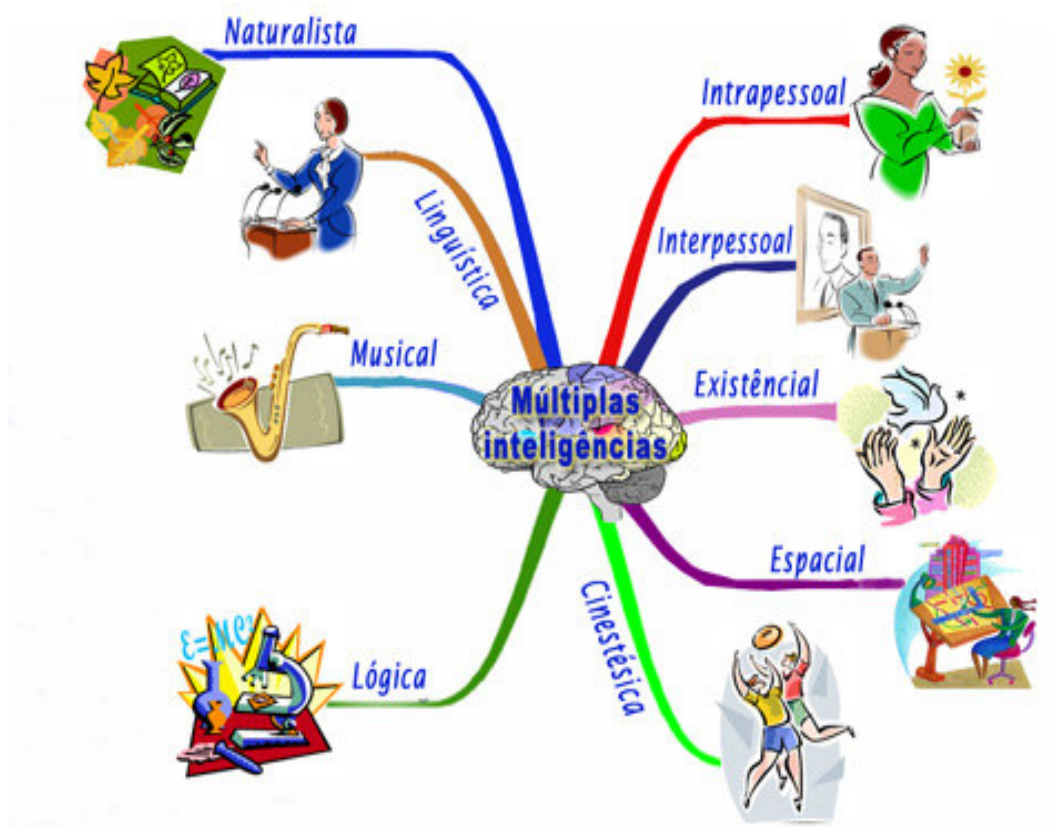 Naturalista
Intrapessoal
Linguística
Interpessoal
Musical
Existêncial
Múltiplas
inteligências
Espacial
Cinestésica
Lógica
E=MC²